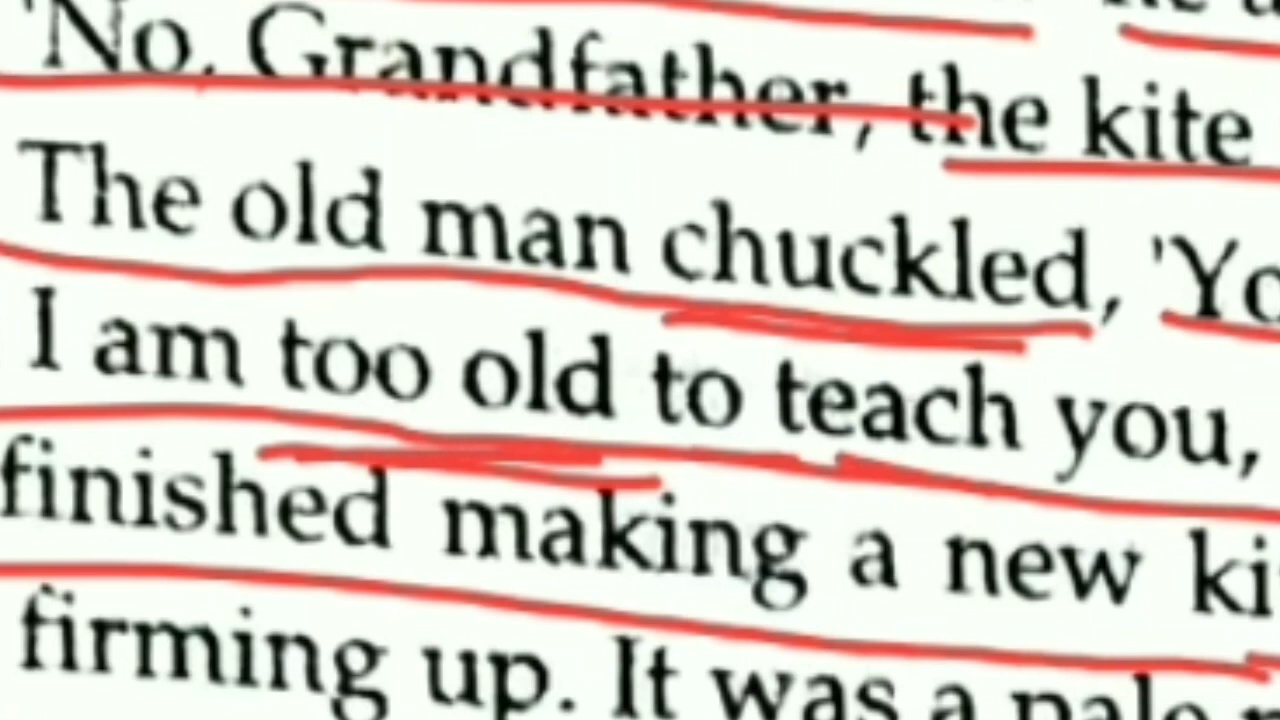 'No, Grandfather, the kite
The old man chuckled, 'Yo
I am too old to teach you,
finished making a new ki
firming up. It was a pale